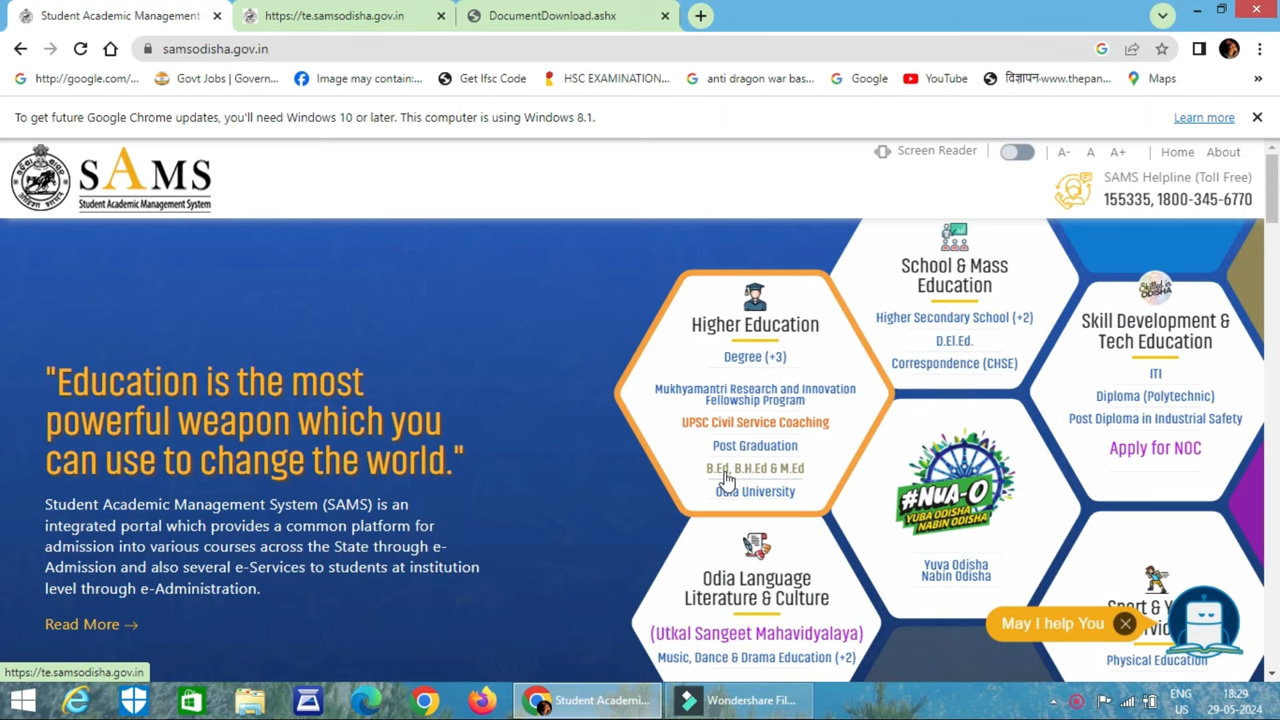 Student Academic Management
https://te.samsodisha.gov.in
DocumentDownload.ashx
samsodisha.gov.in
http://google.com/...
Govt Jobs | Govern...
Image may contain:...
Get Ifsc Code
HSC EXAMINATION...
anti dragon war bas...
Google
YouTube
विज्ञापन-www.thepan...
Maps
To get future Google Chrome updates, you'll need Windows 10 or later. This computer is using Windows 8.1.
Learn more
SAMS
Student Academic Management System
Screen Reader
A-
A
A+
Home
About
SAMS Helpline (Toll Free)
155335, 1800-345-6770
"Education is the most
powerful weapon which you
can use to change the world."
Student Academic Management System (SAMS) is an
integrated portal which provides a common platform for
admission into various courses across the State through e-
Admission and also several e-Services to students at institution
level through e-Administration.
Read More →
Higher Education
Degree (+3)
Mukhyamantri Research and Innovation
Fellowship Program
UPSC Civil Service Coaching
Post Graduation
B.Ed, B.H.Ed & M.Ed
Odia University
School & Mass
Education
Higher Secondary School (+2)
D.El.Ed.
Correspondence (CHSE)
Skilled in
ODISHA
Skill Development &
Tech Education
ITI
Diploma (Polytechnic)
Post Diploma in Industrial Safety
Apply for NOC
#NUA-O
YUBA ODISHA
NABIN ODISHA
Yuva Odisha
Nabin Odisha
Odia Language
Literature & Culture
(Utkal Sangeet Mahavidyalaya)
Music, Dance & Drama Education (+2)
Sport & Y
Physical Education
May I help You
https://te.samsodisha.gov.in
Student Academi...
Wondershare Fil...
ENG
US
18:29
29-05-2024